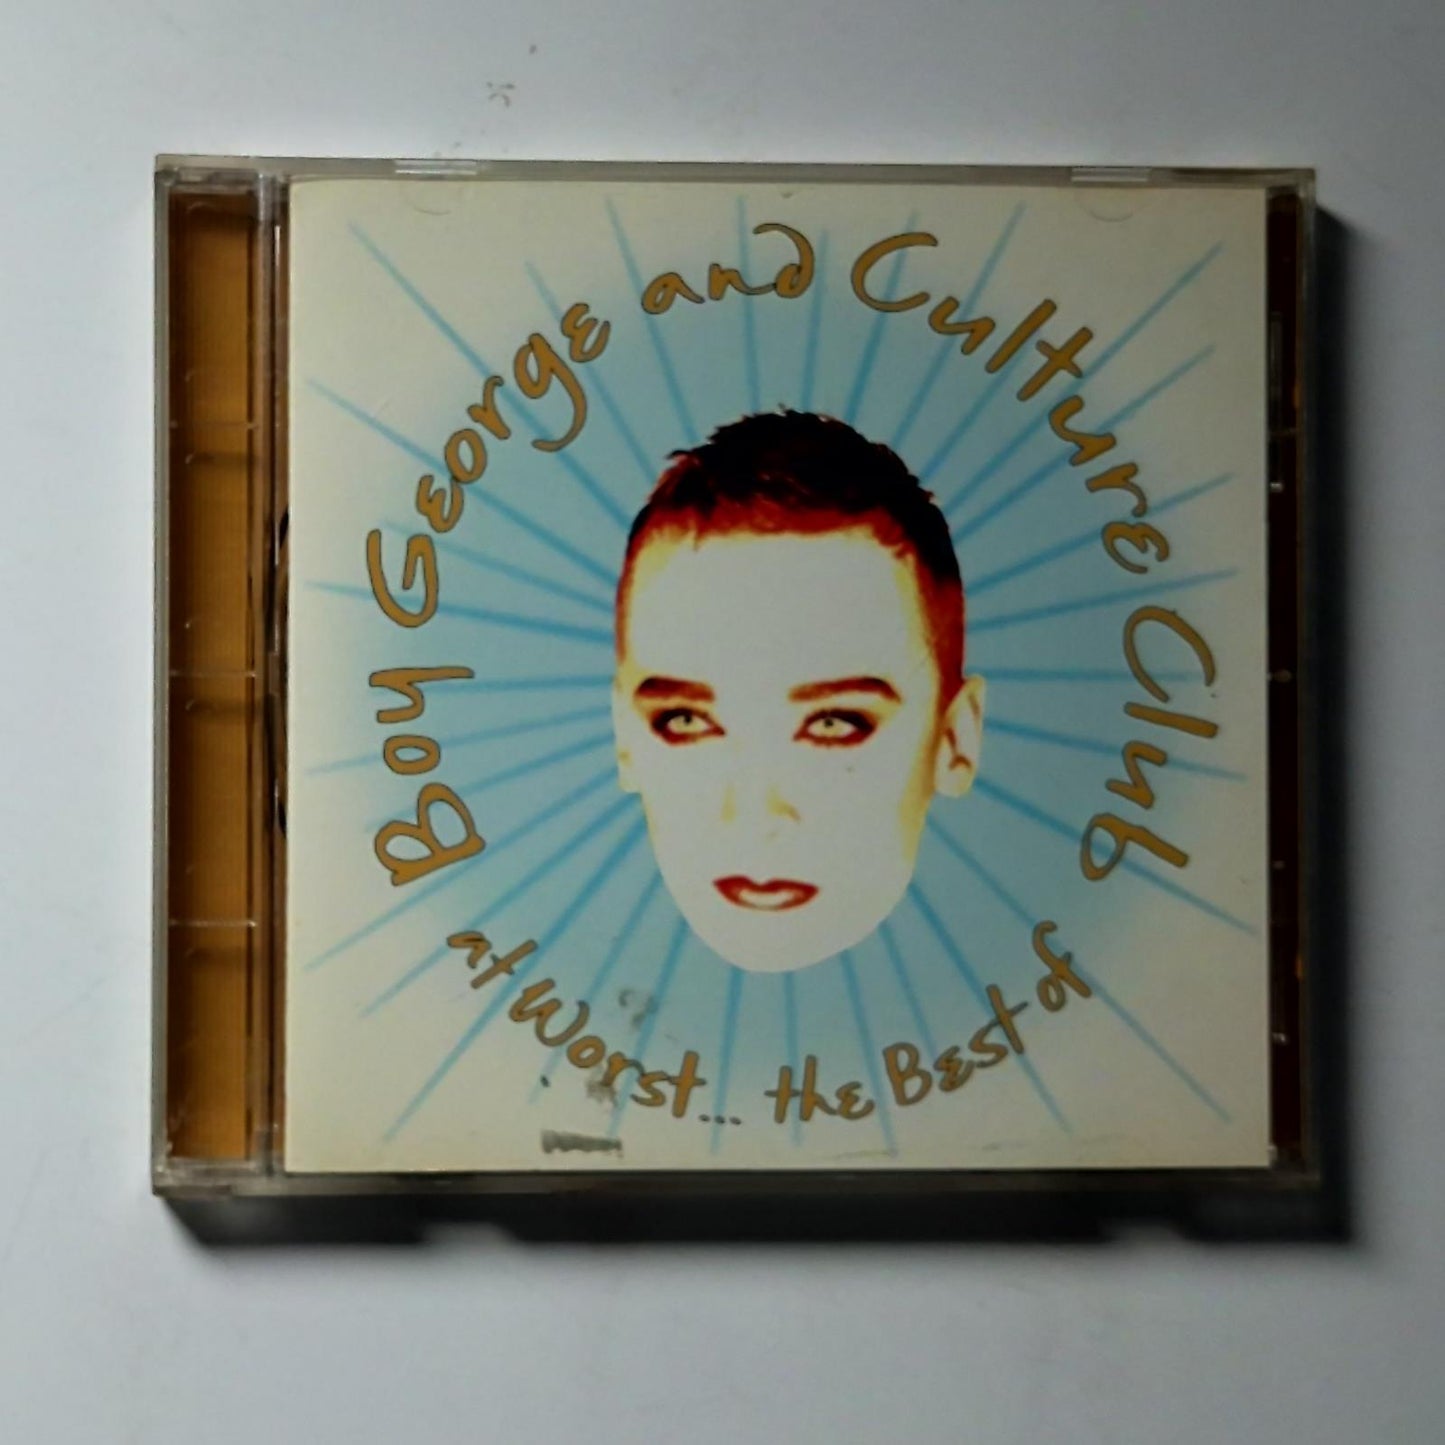 Boy George and Culture Club
at Worst... the Best of